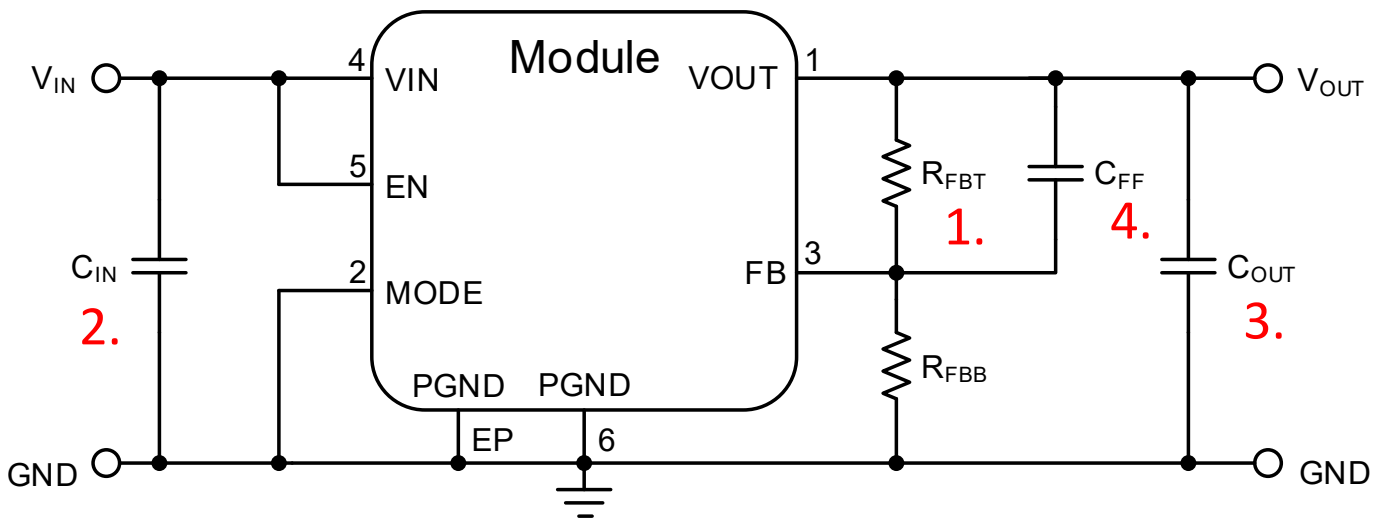 Module
VIN
4
VIN
VOUT
1
VOUT
5
EN
RFBT
CFF
1.
4.
CIN
2
MODE
FB
3
COUT
2.
3.
RFBB
PGND
PGND
EP
6
GND
GND